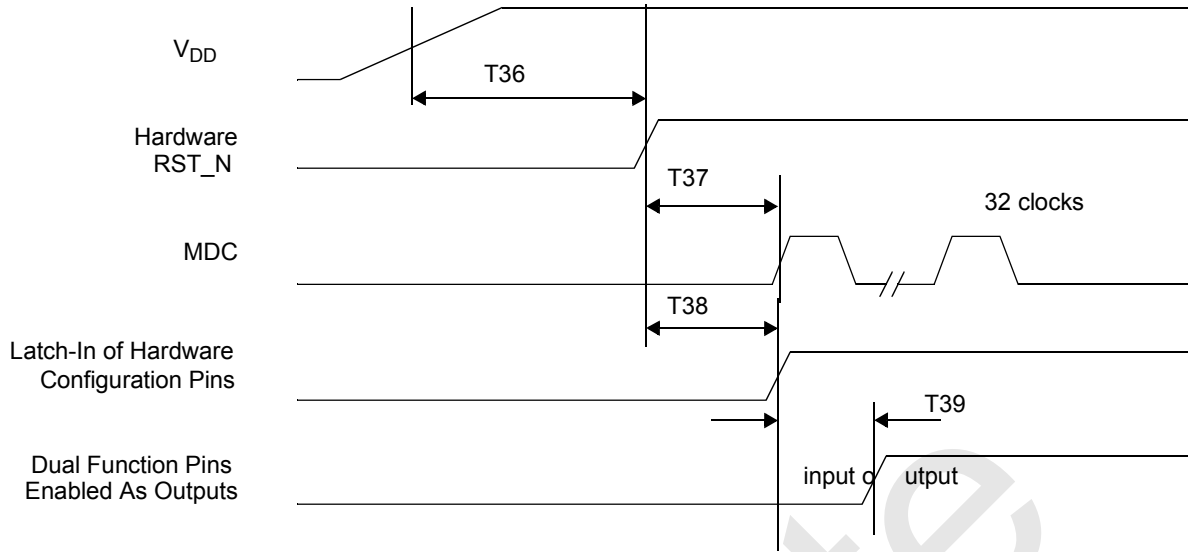 VDD
T36
Hardware
RST_N
T37
32 clocks
MDC
T38
Latch-In of Hardware
Configuration Pins
T39
Dual Function Pins
Enabled As Outputs
input output